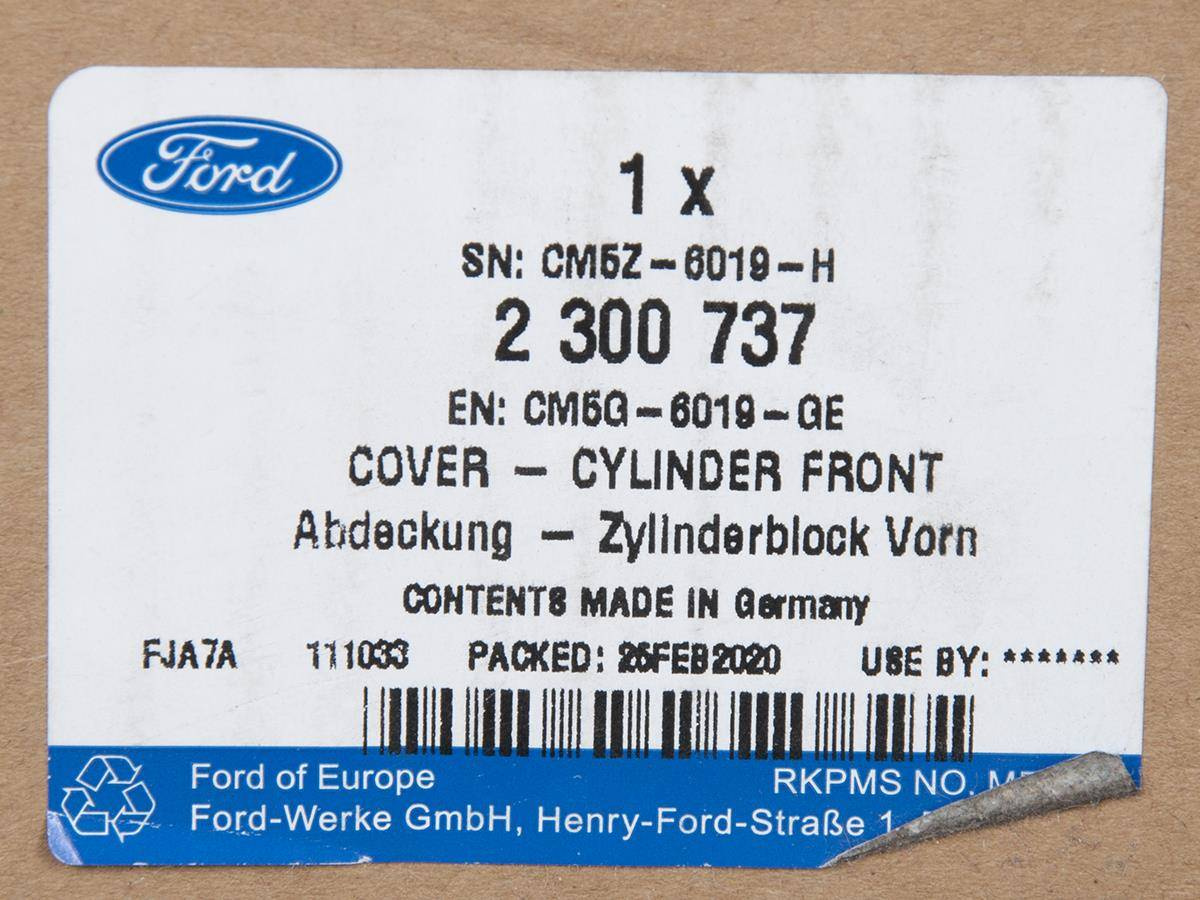 Ford
1 x
SN: CM5Z-6019-H
2 300 737
EN: CM5G-6019-GE
COVER - CYLINDER FRONT
Abdeckung - Zylinderblock Vorn
CONTENTS MADE IN Germany
FJA7A 111033 PACKED: 25FEB2020 USE BY: *******
Ford of Europe RKPMS NO.
Ford-Werke GmbH, Henry-Ford-Straße 1,